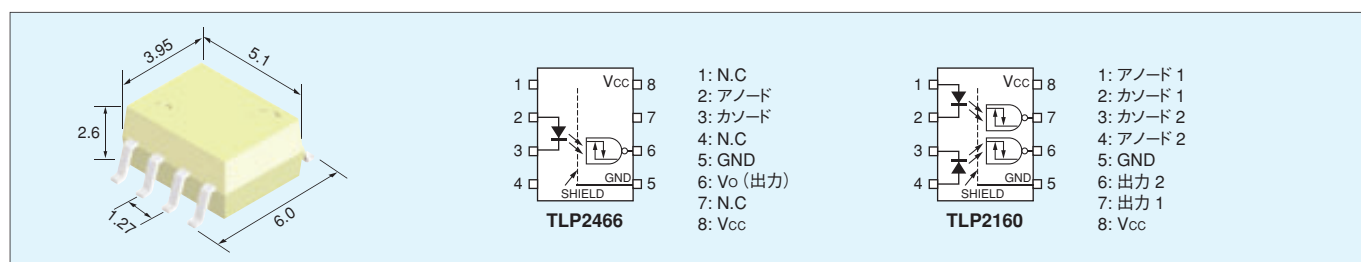 3.95
5.1
2.6
1.27
6.0
1
2
3
4
VCC
GND
SHIELD
8
7
6
5
TLP2466
1: N.C
2: アノード
3: カソード
4: N.C
5: GND
6: VO (出力)
7: N.C
8: VCC
1
2
3
4
VCC
GND
SHIELD
8
7
6
5
TLP2160
1: アノード 1
2: カソード 1
3: カソード 2
4: アノード 2
5: GND
6: 出力 2
7: 出力 1
8: VCC